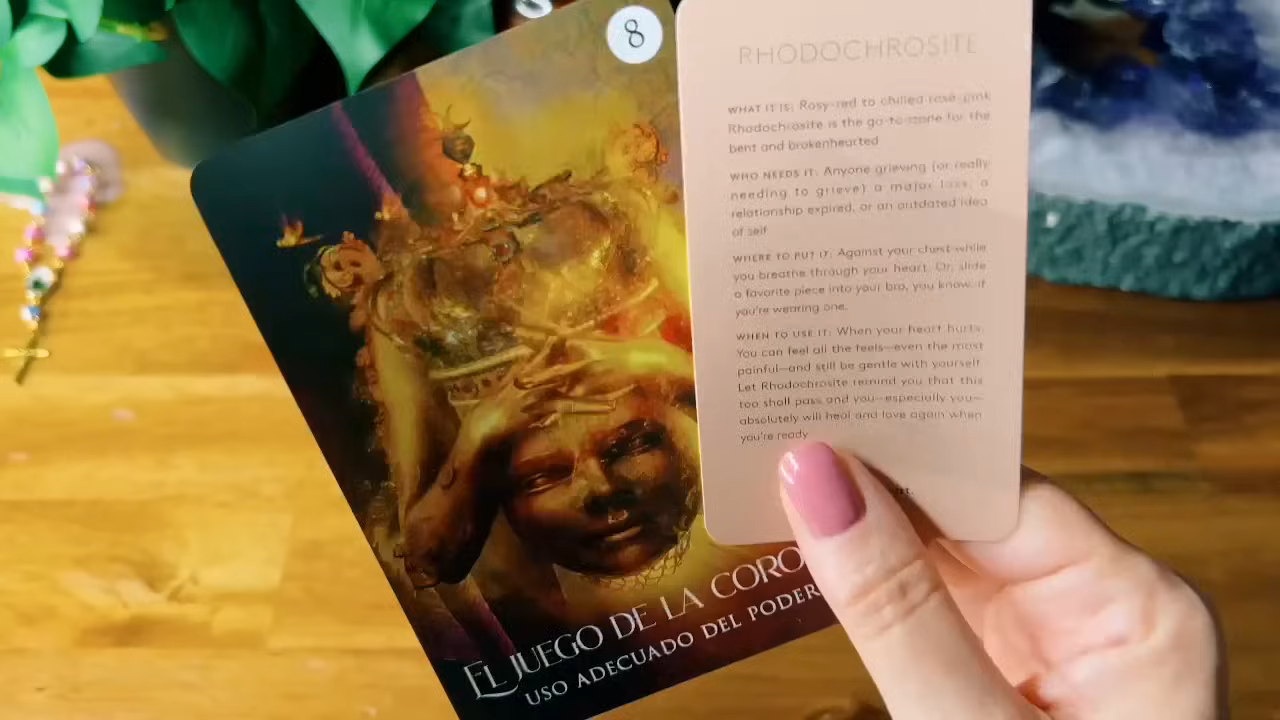 8
EL JUEGO DE LA CORO
USO ADECUADO DEL PODER
RHODOCHROSITE
WHAT IT IS: Rosy-red to chilled rosé pink
Rhodochrosite is the go-to stone for the
bent and brokenhearted
WHO NEEDS IT: Anyone grieving (or really
needing to grieve) a major loss, a
relationship expired, or an outdated idea
of self
WHERE TO PUT IT: Against your chest while
you breathe through your heart. Or, slide
a favorite piece into your bra, you know, if
you're wearing one.
WHEN TO USE IT: When your heart hurts.
You can feel all the feels—even the most
painful—and still be gentle with yourself.
Let Rhodochrosite remind you that this
too shall pass and you—especially you—
absolutely will heal and love again when
you're ready